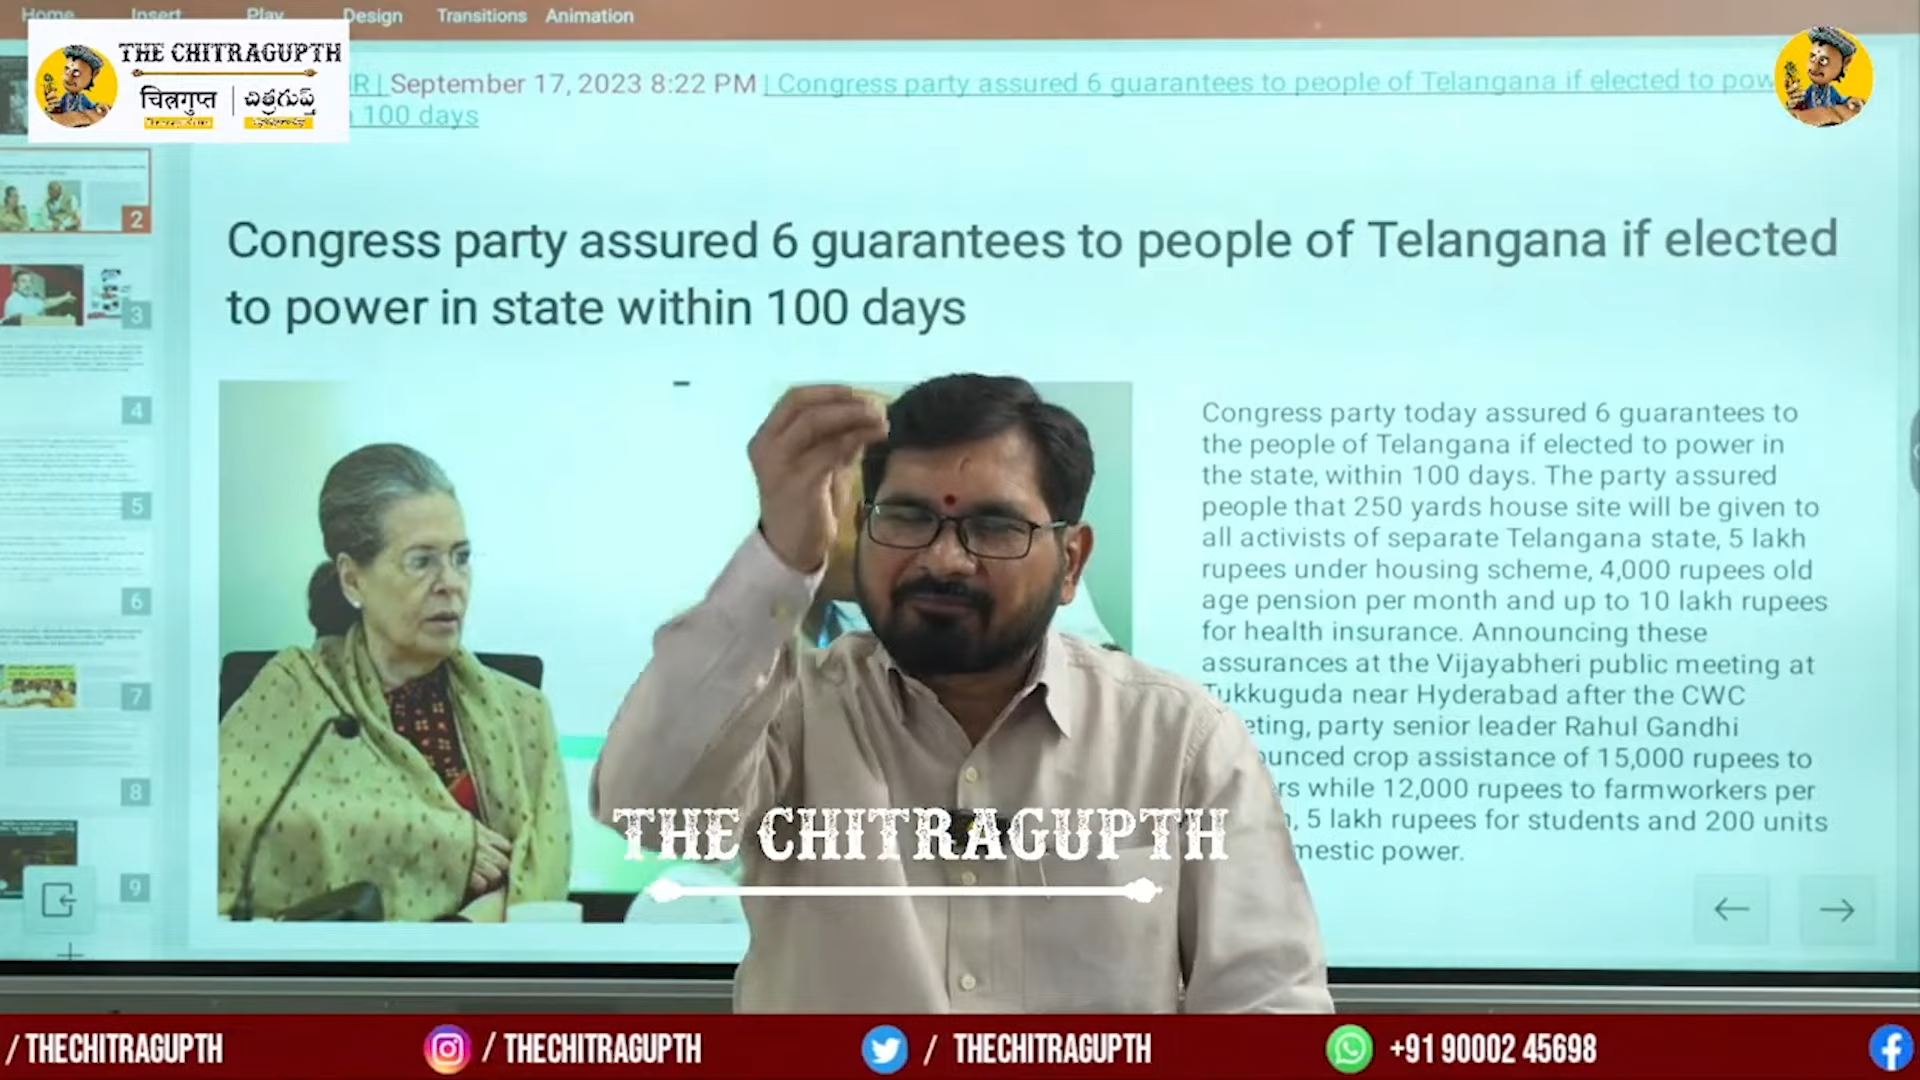 Home Insert Play Design Transitions Animation
THE CHITRAGUPTH
चित्रगुप्त | చిత్రగుప్త్
R | September 17, 2023 8:22 PM | Congress party assured 6 guarantees to people of Telangana if elected to pow
100 days
Congress party assured 6 guarantees to people of Telangana if elected
to power in state within 100 days
Congress party today assured 6 guarantees to
the people of Telangana if elected to power in
the state, within 100 days. The party assured
people that 250 yards house site will be given to
all activists of separate Telangana state, 5 lakh
rupees under housing scheme, 4,000 rupees old
age pension per month and up to 10 lakh rupees
for health insurance. Announcing these
assurances at the Vijayabheri public meeting at
Tukkuguda near Hyderabad after the CWC
eting, party senior leader Rahul Gandhi
ounced crop assistance of 15,000 rupees to
rs while 12,000 rupees to farmworkers per
, 5 lakh rupees for students and 200 units
mestic power.
2
3
4
5
6
7
8
9
THE CHITRAGUPTH
/ THECHITRAGUPTH / THECHITRAGUPTH / THECHITRAGUPTH +91 90002 45698